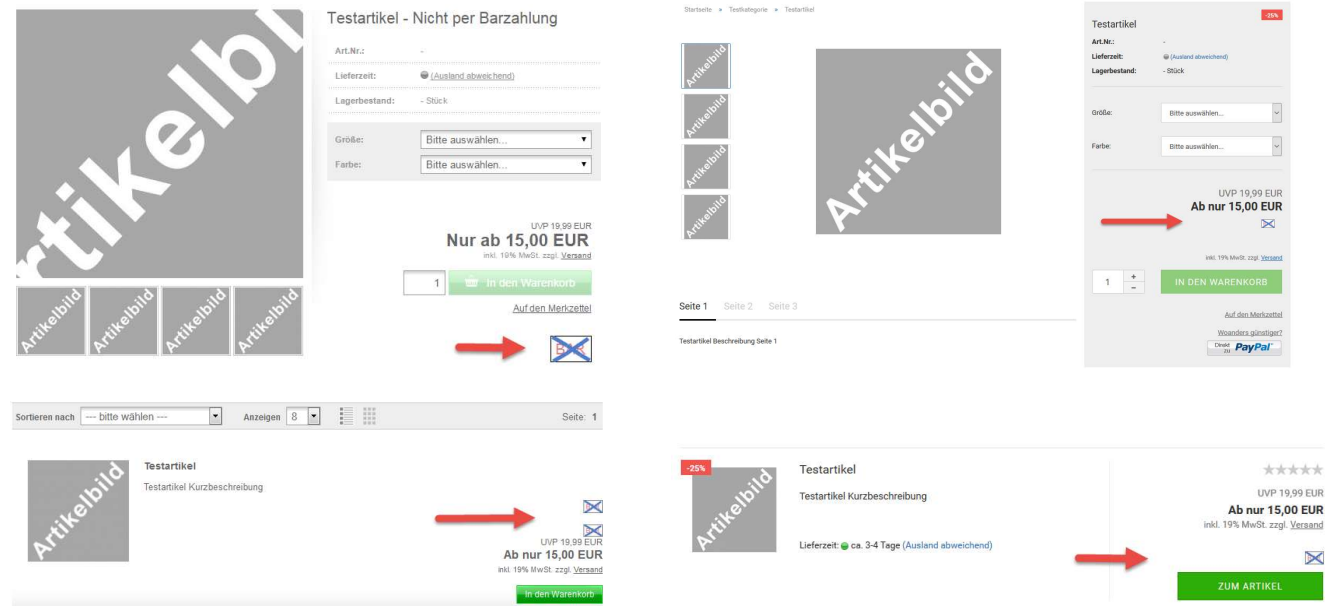 Testartikel - Nicht per Barzahlung
Art.Nr.: -
Lieferzeit: (Ausland abweichend)
Lagerbestand: - Stück
Größe: Bitte auswählen...
Farbe: Bitte auswählen...
UVP 19,99 EUR
Nur ab 15,00 EUR
inkl. 19% MwSt. zzgl. Versand
1 In den Warenkorb
Auf den Merkzettel
BAR
rtikelbi
Artikelbild
Artikelbild
Artikelbild
Artikelbild
Startseite » Testkategorie » Testartikel
Artikelbild
Artikelbild
Artikelbild
Artikelbild
Artikelbild
-25%
Testartikel
Art.Nr.: -
Lieferzeit: (Ausland abweichend)
Lagerbestand: - Stück
Größe: Bitte auswählen...
Farbe: Bitte auswählen...
UVP 19,99 EUR
Ab nur 15,00 EUR
inkl. 19% MwSt. zzgl. Versand
1 + − IN DEN WARENKORB
Auf den Merkzettel
Woanders günstiger?
Direkt zu PayPal
Seite 1 Seite 2 Seite 3
Testartikel Beschreibung Seite 1
Sortieren nach --- bitte wählen --- Anzeigen 8 Seite: 1
Artikelbild
Testartikel
Testartikel Kurzbeschreibung
UVP 19,99 EUR
Ab nur 15,00 EUR
inkl. 19% MwSt. zzgl. Versand
In den Warenkorb
-25%
Artikelbild
Testartikel
Testartikel Kurzbeschreibung
Lieferzeit: ca. 3-4 Tage (Ausland abweichend)
UVP 19,99 EUR
Ab nur 15,00 EUR
inkl. 19% MwSt. zzgl. Versand
ZUM ARTIKEL